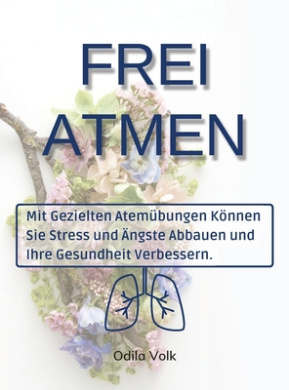 FREI
ATMEN
Mit Gezielten Atemübungen Können
Sie Stress und Ängste Abbauen und
Ihre Gesundheit Verbessern.
Odila Volk